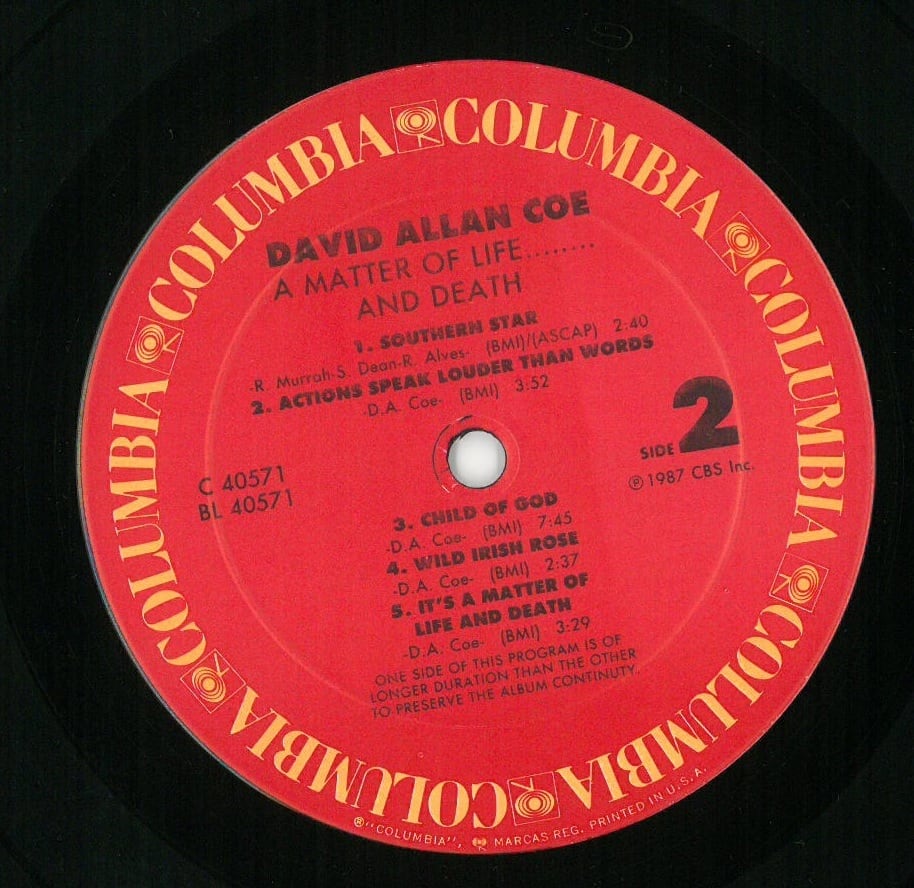 COLUMBIA COLUMBIA COLUMBIA COLUMBIA COLUMBIA COLUMBIA
DAVID ALLAN COE
A MATTER OF LIFE........
AND DEATH
1. SOUTHERN STAR
-R. Murrah-S. Dean-R. Alves- (BMI)/(ASCAP) 2:40
2. ACTIONS SPEAK LOUDER THAN WORDS
-D.A. Coe- (BMI) 3:52
SIDE 2
℗ 1987 CBS Inc.
C 40571
BL 40571
3. CHILD OF GOD
-D.A. Coe- (BMI) 7:45
4. WILD IRISH ROSE
-D.A. Coe- (BMI) 2:37
5. IT'S A MATTER OF
LIFE AND DEATH
-D.A. Coe- (BMI) 3:29
ONE SIDE OF THIS PROGRAM IS OF
LONGER DURATION THAN THE OTHER
TO PRESERVE THE ALBUM CONTINUITY.
®"COLUMBIA", MARCAS REG. PRINTED IN U.S.A.